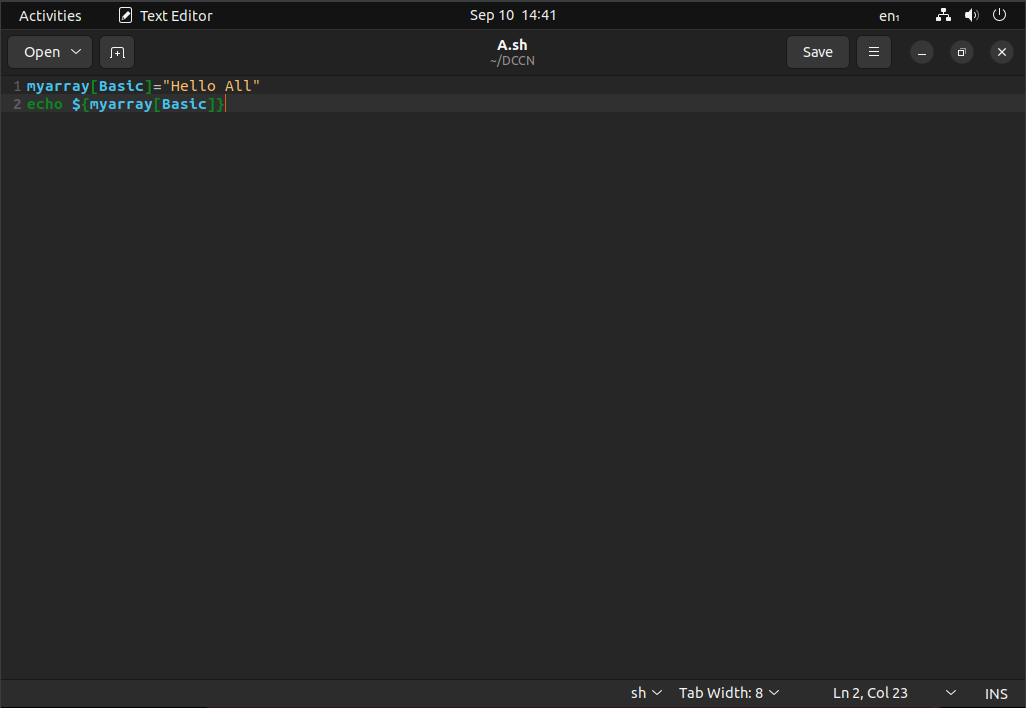 Activities Text Editor Sep 10 14:41 en₁
Open A.sh Save
~/DCCN
1 myarray[Basic]="Hello All"
2 echo ${myarray[Basic]}
sh Tab Width: 8 Ln 2, Col 23 INS